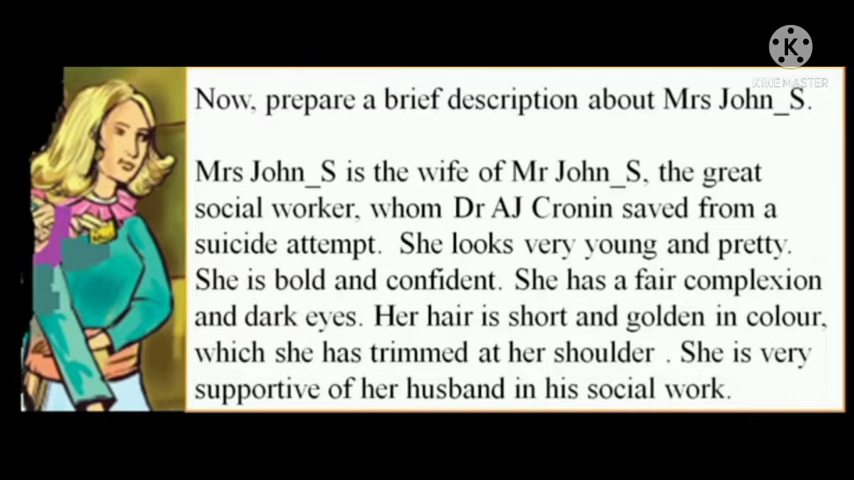 K
KINEMASTER
Now, prepare a brief description about Mrs John_S.
Mrs John_S is the wife of Mr John_S, the great
social worker, whom Dr AJ Cronin saved from a
suicide attempt. She looks very young and pretty.
She is bold and confident. She has a fair complexion
and dark eyes. Her hair is short and golden in colour,
which she has trimmed at her shoulder . She is very
supportive of her husband in his social work.